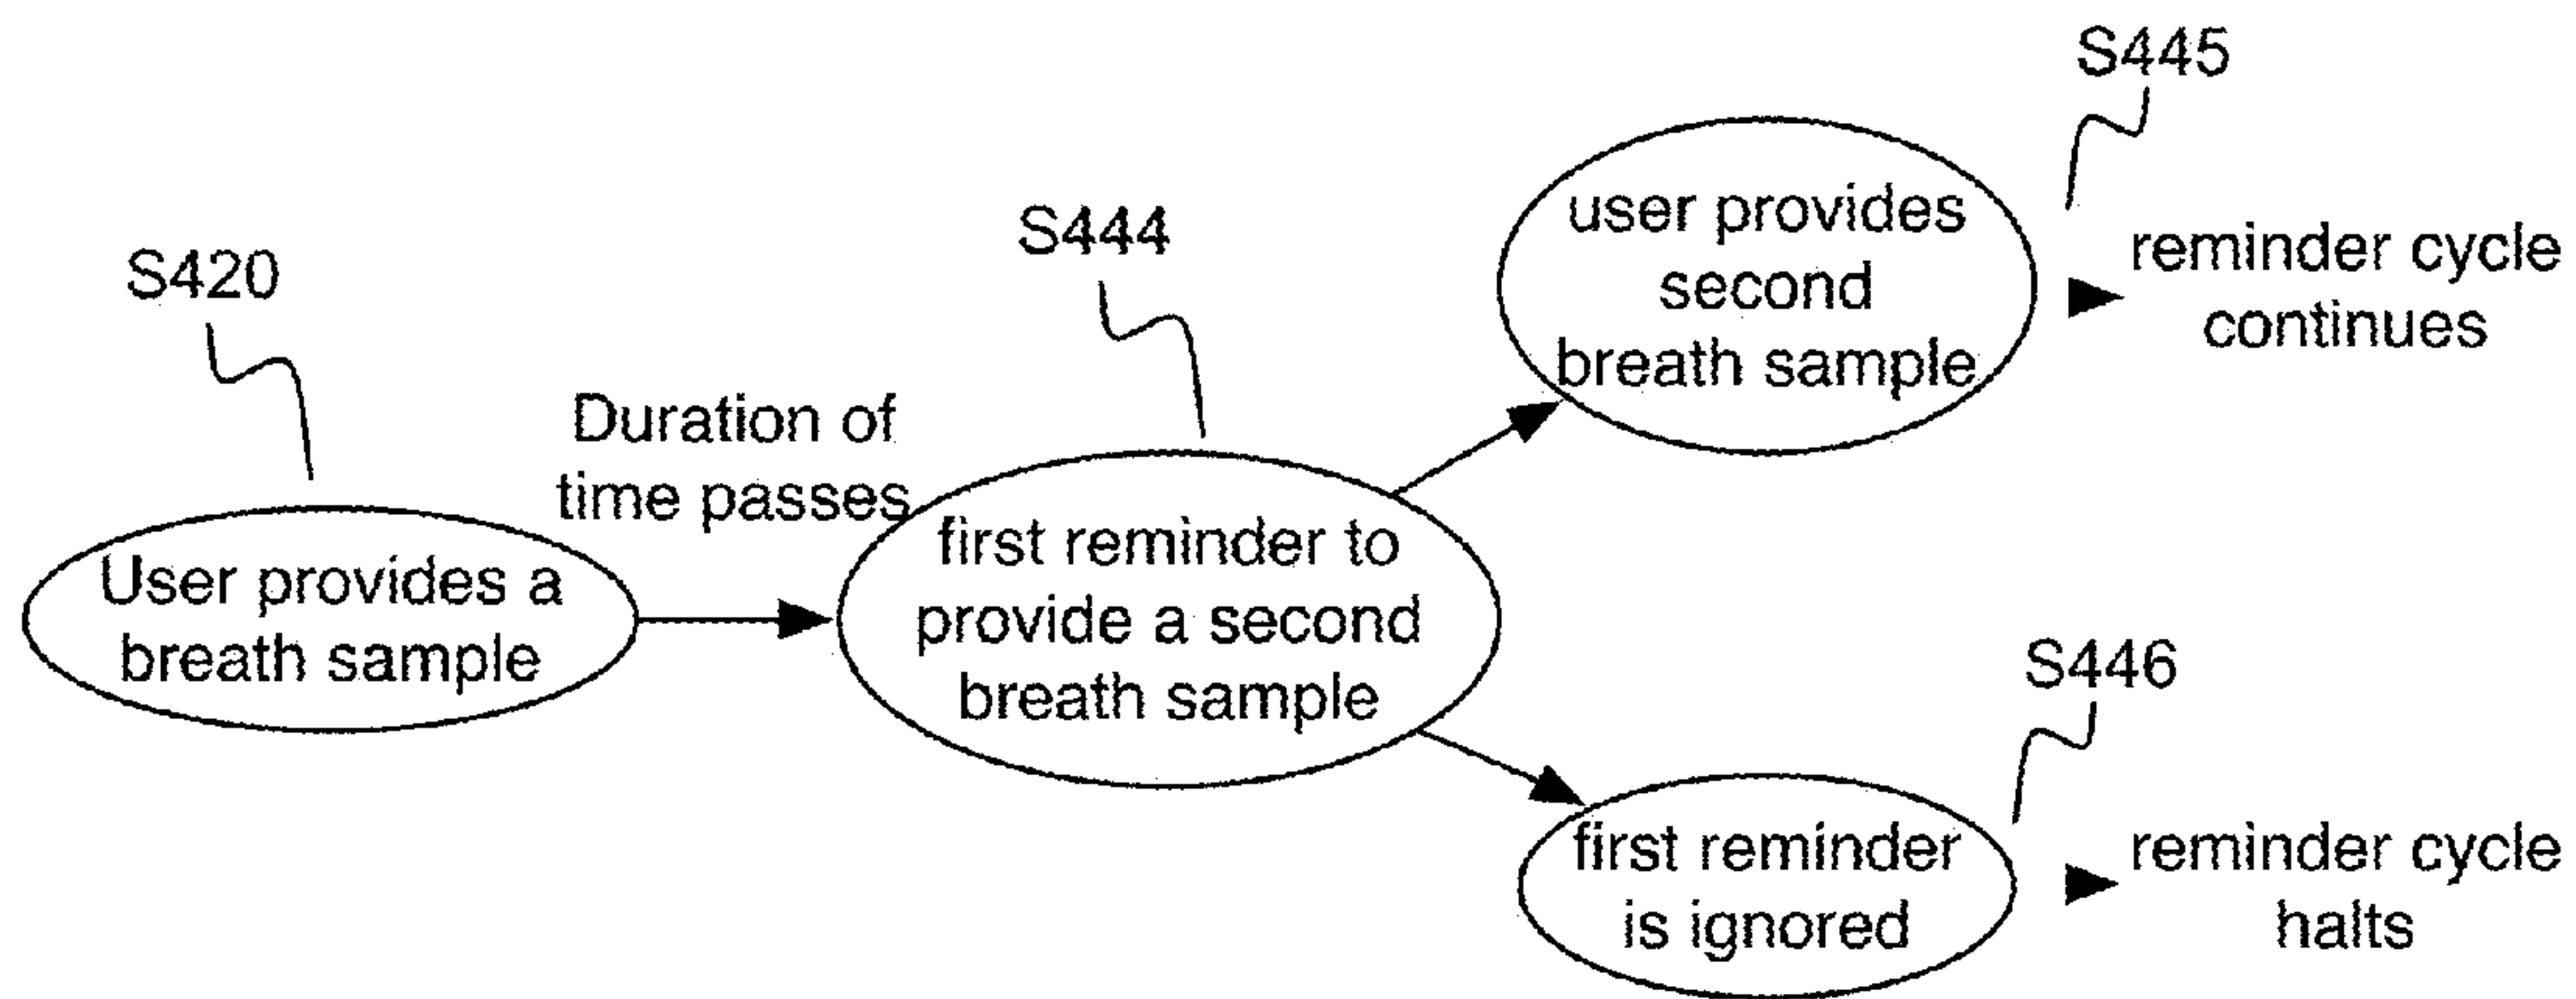 S420
User provides a
breath sample
Duration of
time passes
S444
first reminder to
provide a second
breath sample
user provides
second
breath sample
S445
reminder cycle
continues
first reminder
is ignored
S446
reminder cycle
halts